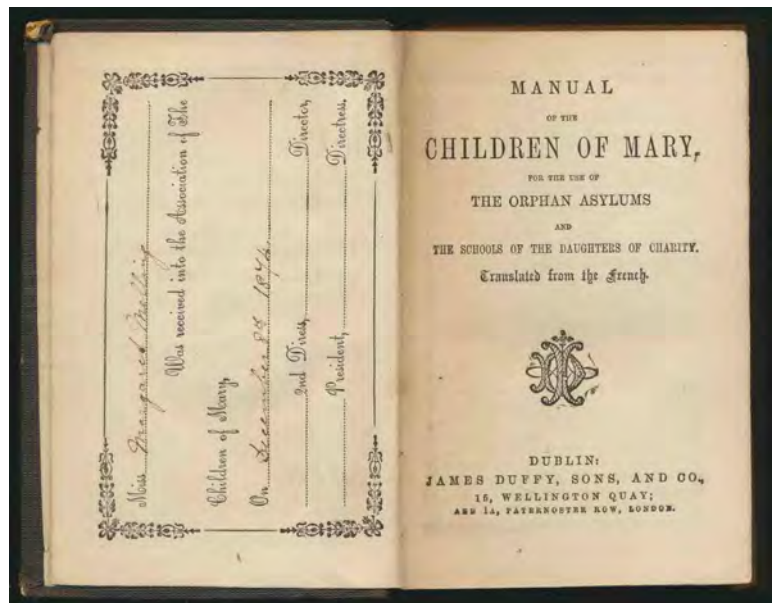 Miss Margaret Melling
Was received into the Association of The
Children of Mary,
On December 8th 1874
Director,
2nd Diress,
Directress,
President,
MANUAL
OF THE
CHILDREN OF MARY,
FOR THE USE OF
THE ORPHAN ASYLUMS
AND
THE SCHOOLS OF THE DAUGHTERS OF CHARITY.
Translated from the French.
DUBLIN:
JAMES DUFFY, SONS, AND CO.,
15, WELLINGTON QUAY;
AND 1A, PATERNOSTER ROW, LONDON.